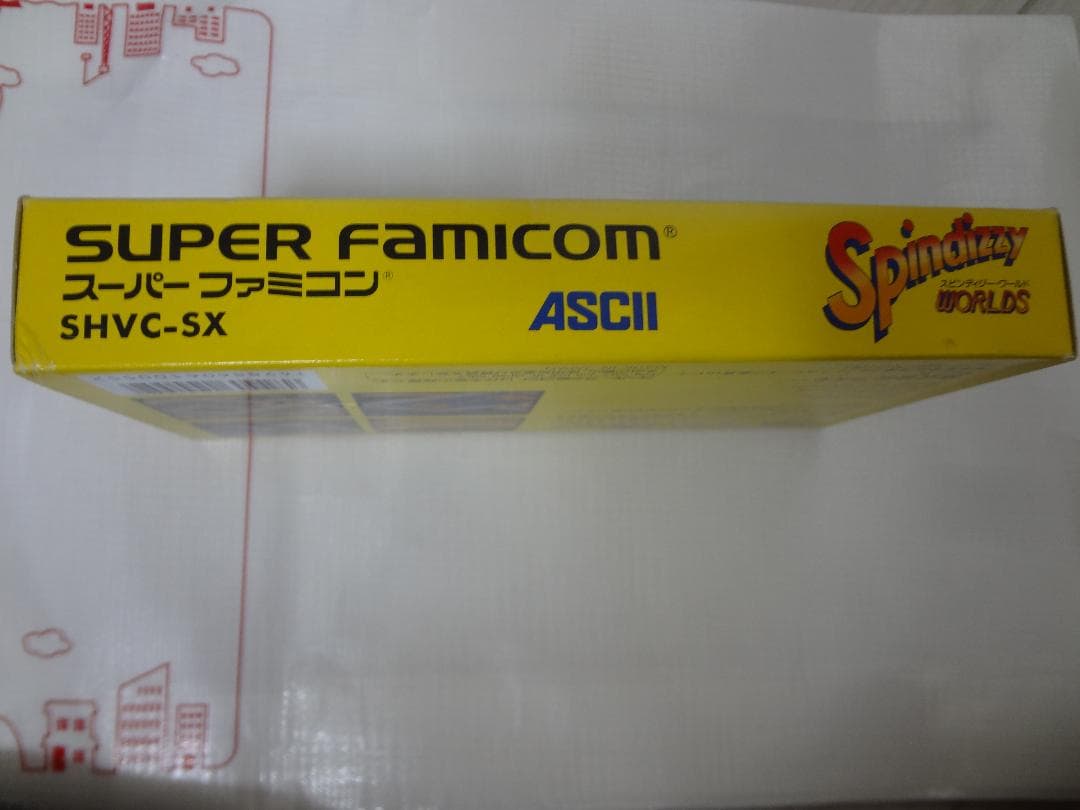 SUPER FAMICOM®
スーパーファミコン®
SHVC-SX
ASCII
Spindizzy
スピンディジー・ワールド
WORLDS